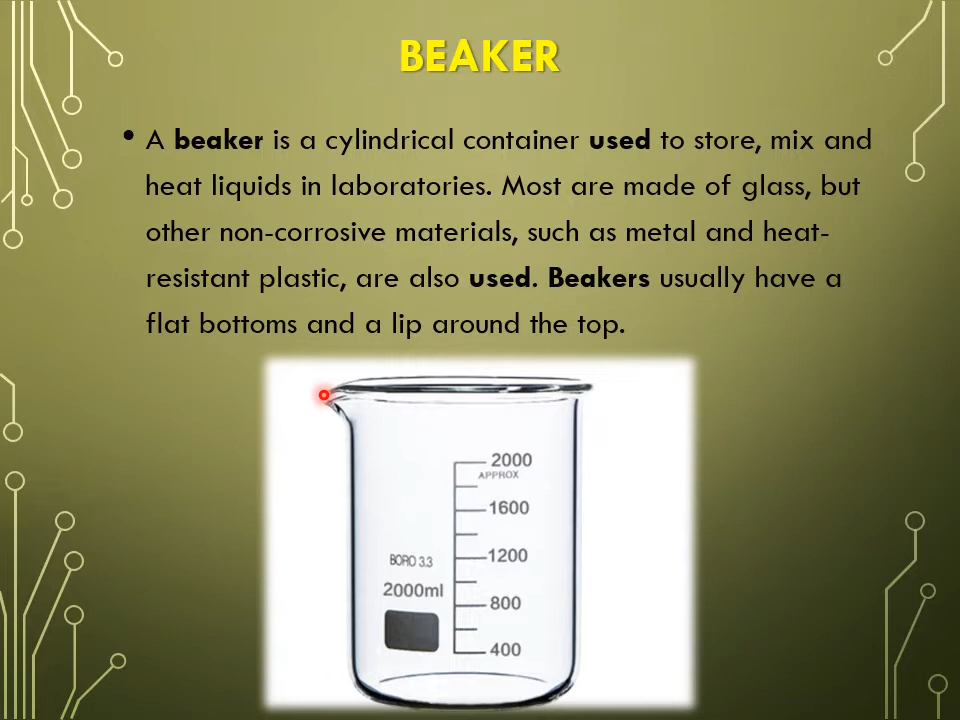 BEAKER
• A beaker is a cylindrical container used to store, mix and
heat liquids in laboratories. Most are made of glass, but
other non-corrosive materials, such as metal and heat-
resistant plastic, are also used. Beakers usually have a
flat bottoms and a lip around the top.
2000
APPROX
1600
1200
BORO 3.3
2000ml
800
400